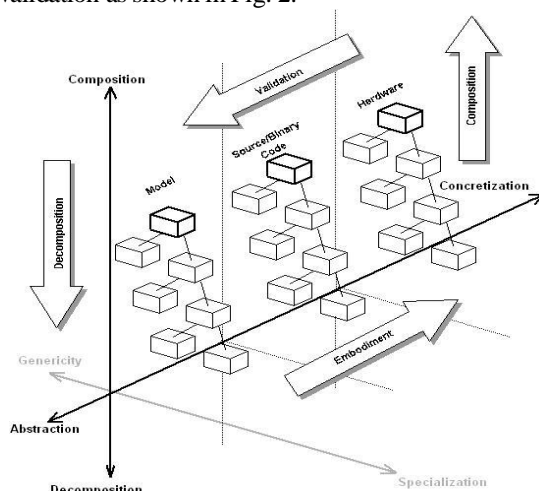 validation as shown in Fig. 2.
Composition
Validation
Hardware
Composition
Source/Binary
Code
Model
Concretization
Decomposition
Embodiment
Genericity
Abstraction
Specialization
Decomposition